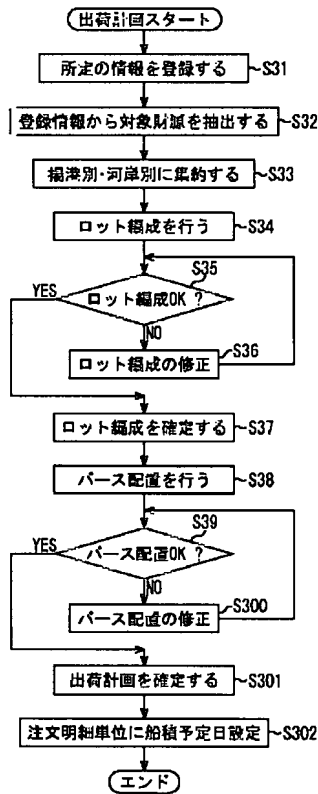 出荷計画スタート
所定の情報を登録する
S31
登録情報から対象財源を抽出する
S32
揚港別・河岸別に集約する
S33
ロット編成を行う
S34
S35
YES
ロット編成OK ?
NO
S36
ロット編成の修正
ロット編成を確定する
S37
バース配置を行う
S38
S39
YES
バース配置OK ?
NO
S300
バース配置の修正
出荷計画を確定する
S301
注文明細単位に船積予定日設定
S302
エンド